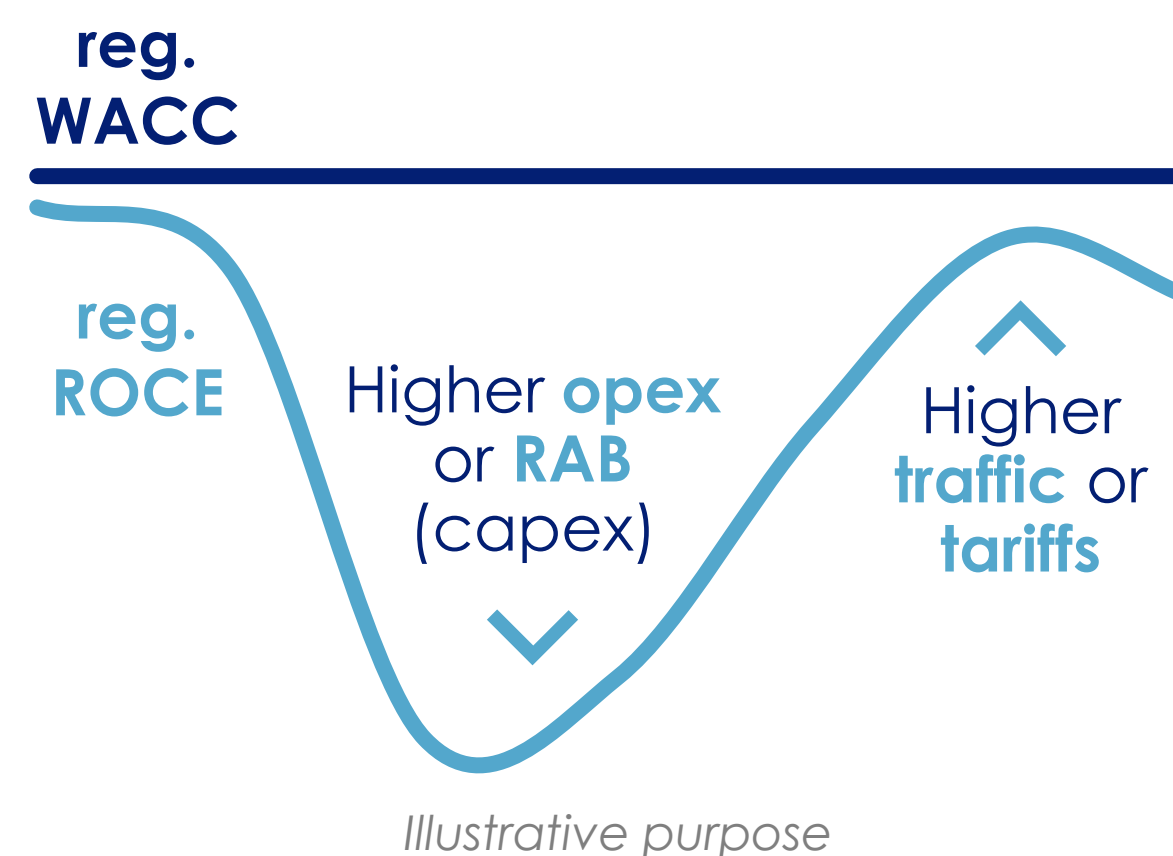 reg.
WACC
reg.
ROCE
Higher opex
or RAB
(capex)
Higher
traffic or
tariffs
Illustrative purpose